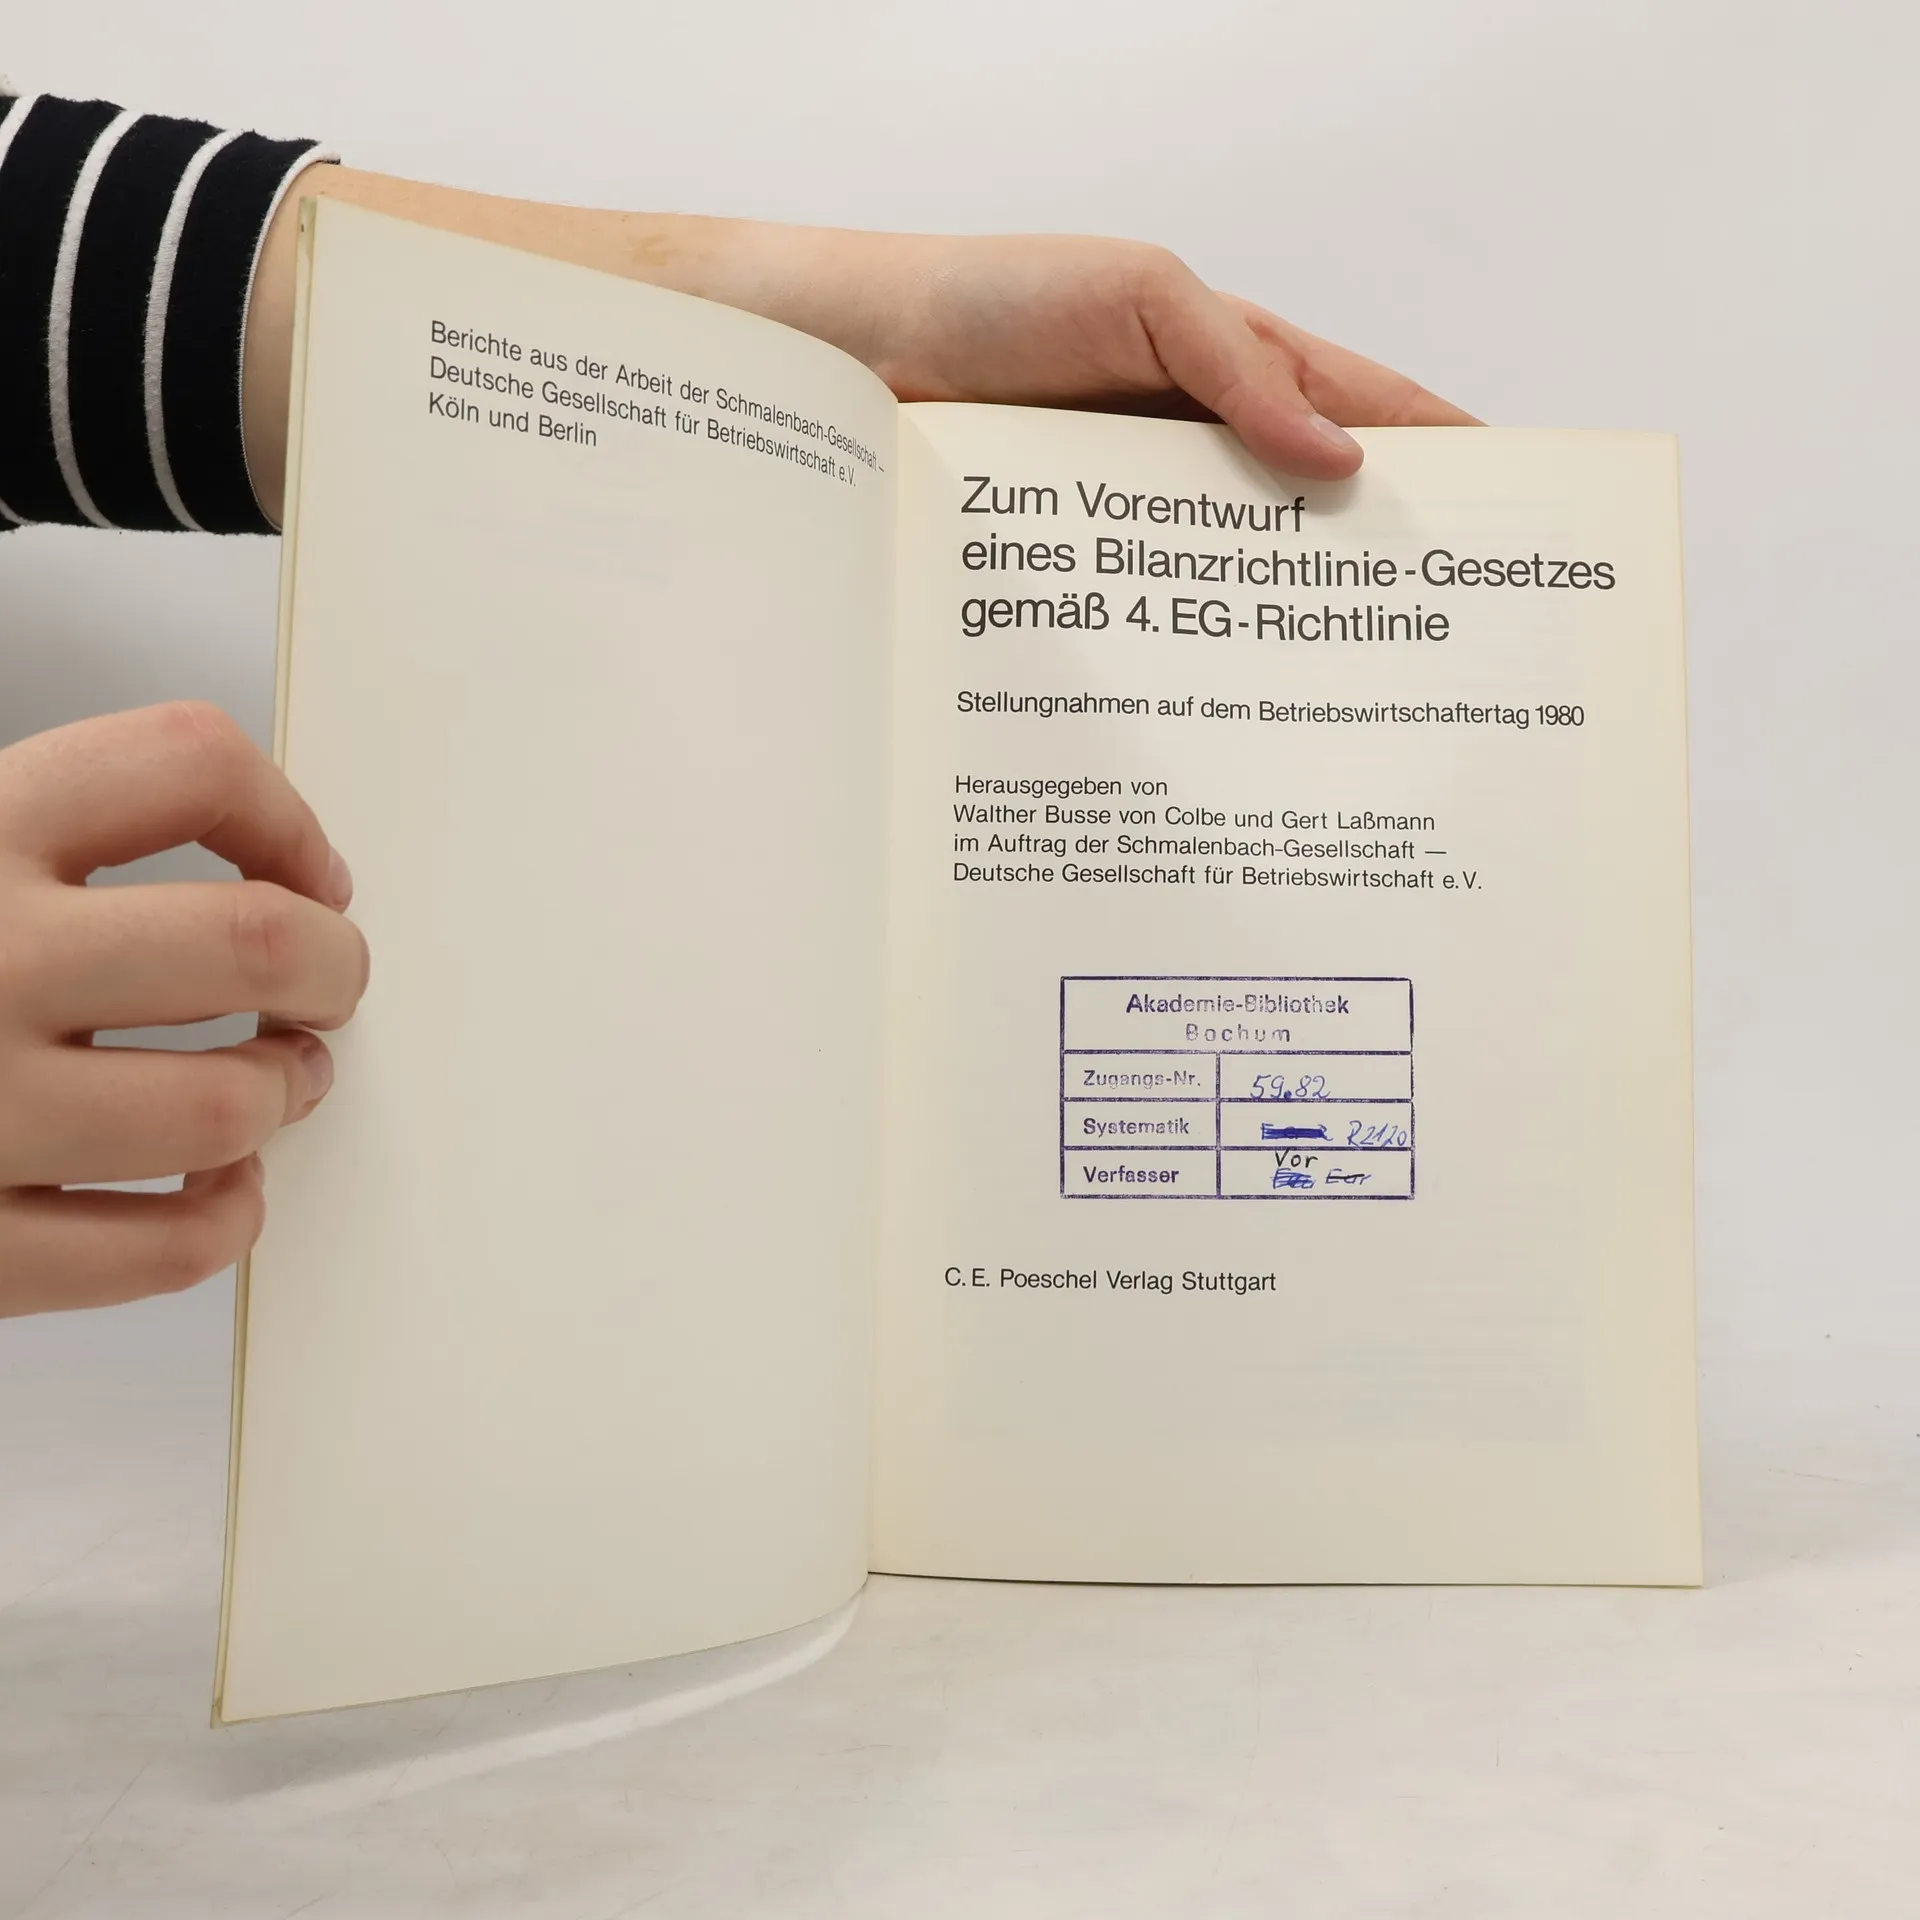 Berichte aus der Arbeit der Schmalenbach-Gesellschaft –
Deutsche Gesellschaft für Betriebswirtschaft e.V.
Köln und Berlin
Zum Vorentwurf
eines Bilanzrichtlinie-Gesetzes
gemäß 4. EG-Richtlinie
Stellungnahmen auf dem Betriebswirtschaftertag 1980
Herausgegeben von
Walther Busse von Colbe und Gert Laßmann
im Auftrag der Schmalenbach-Gesellschaft —
Deutsche Gesellschaft für Betriebswirtschaft e.V.
Akademie-Bibliothek
Bochum
Zugangs-Nr. 59.82
Systematik R2120
Vor
Verfasser Eur
C. E. Poeschel Verlag Stuttgart